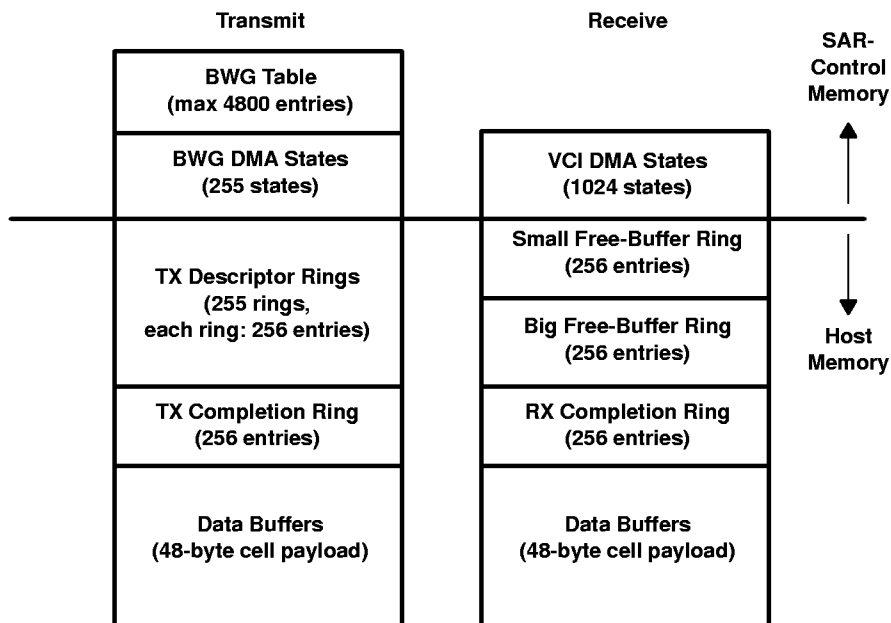 Transmit
BWG Table
(max 4800 entries)
BWG DMA States
(255 states)
TX Descriptor Rings
(255 rings,
each ring: 256 entries)
TX Completion Ring
(256 entries)
Data Buffers
(48-byte cell payload)
Receive
VCI DMA States
(1024 states)
Small Free-Buffer Ring
(256 entries)
Big Free-Buffer Ring
(256 entries)
RX Completion Ring
(256 entries)
Data Buffers
(48-byte cell payload)
SAR-
Control
Memory
Host
Memory